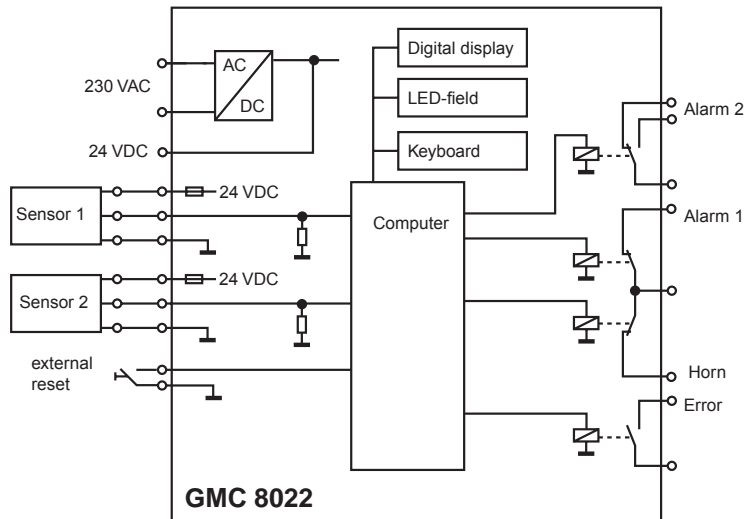 Digital display
AC
230 VAC
LED-field
DC
Alarm 2
24 VDC
Keyboard
24 VDC
Sensor 1
Computer
Alarm 1
24 VDC
Sensor 2
external
reset
Horn
Error
GMC 8022